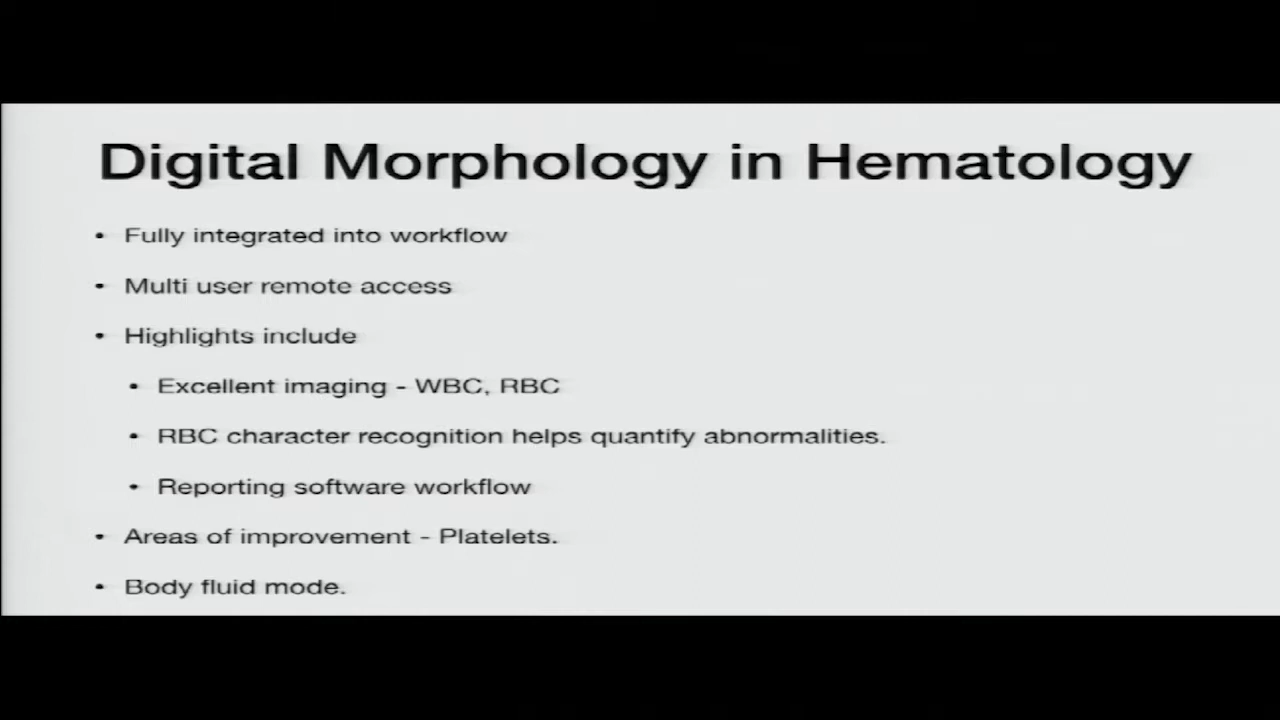 Digital Morphology in Hematology
• Fully integrated into workflow
• Multi user remote access
• Highlights include
• Excellent imaging - WBC, RBC
• RBC character recognition helps quantify abnormalities.
• Reporting software workflow
• Areas of improvement - Platelets.
• Body fluid mode.